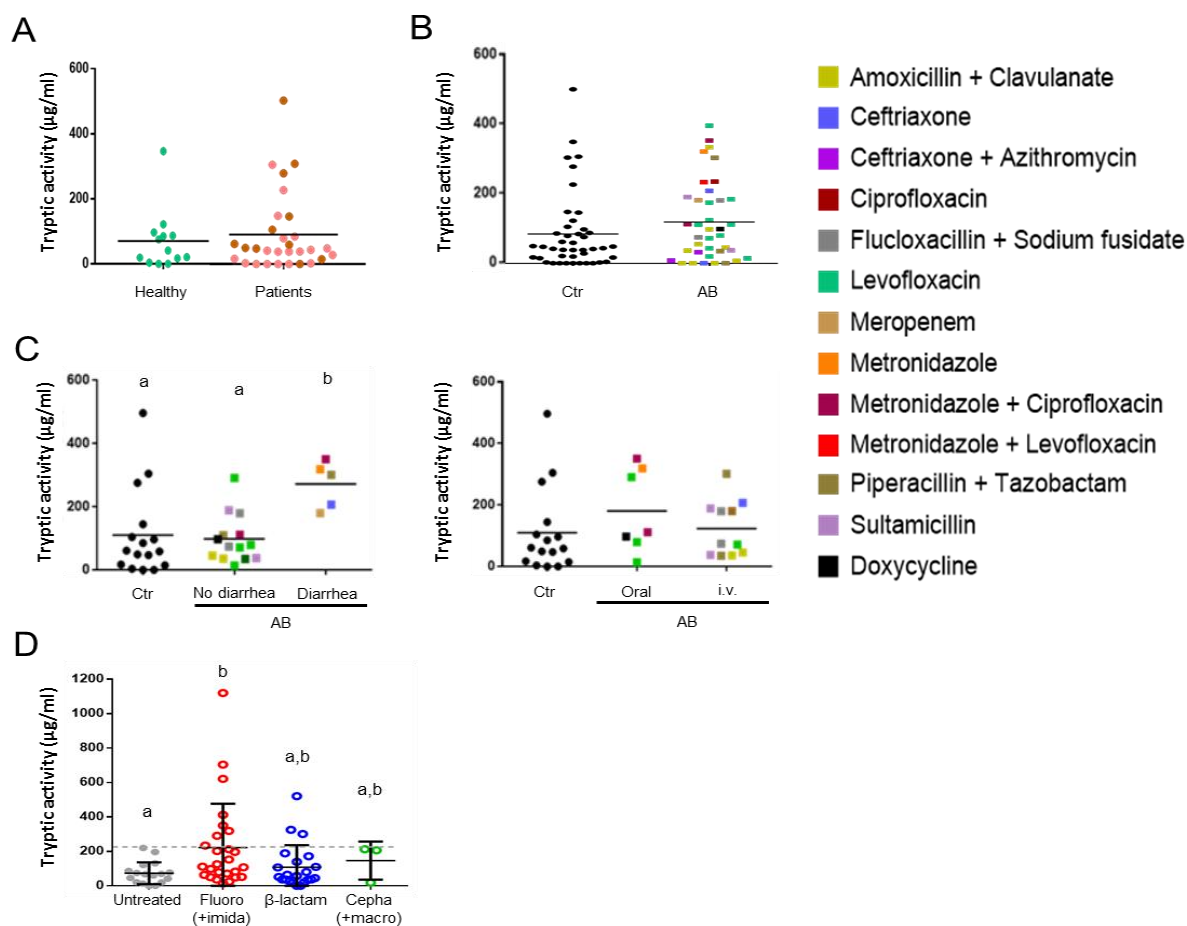 A
Tryptic activity (µg/ml)
600
400
200
0
Healthy
Patients
B
Tryptic activity (µg/ml)
600
400
200
0
Ctr
AB
Amoxicillin + Clavulanate
Ceftriaxone
Ceftriaxone + Azithromycin
Ciprofloxacin
Flucloxacillin + Sodium fusidate
Levofloxacin
Meropenem
Metronidazole
Metronidazole + Ciprofloxacin
Metronidazole + Levofloxacin
Piperacillin + Tazobactam
Sultamicillin
Doxycycline
C
Tryptic activity (µg/ml)
600
400
200
0
a
a
b
Ctr
No diarrhea
Diarrhea
AB
Tryptic activity (µg/ml)
600
400
200
0
Ctr
Oral
i.v.
AB
D
Tryptic activity (µg/ml)
1200
1000
800
600
400
200
0
a
b
a,b
a,b
Untreated
Fluoro
(+imida)
β-lactam
Cepha
(+macro)